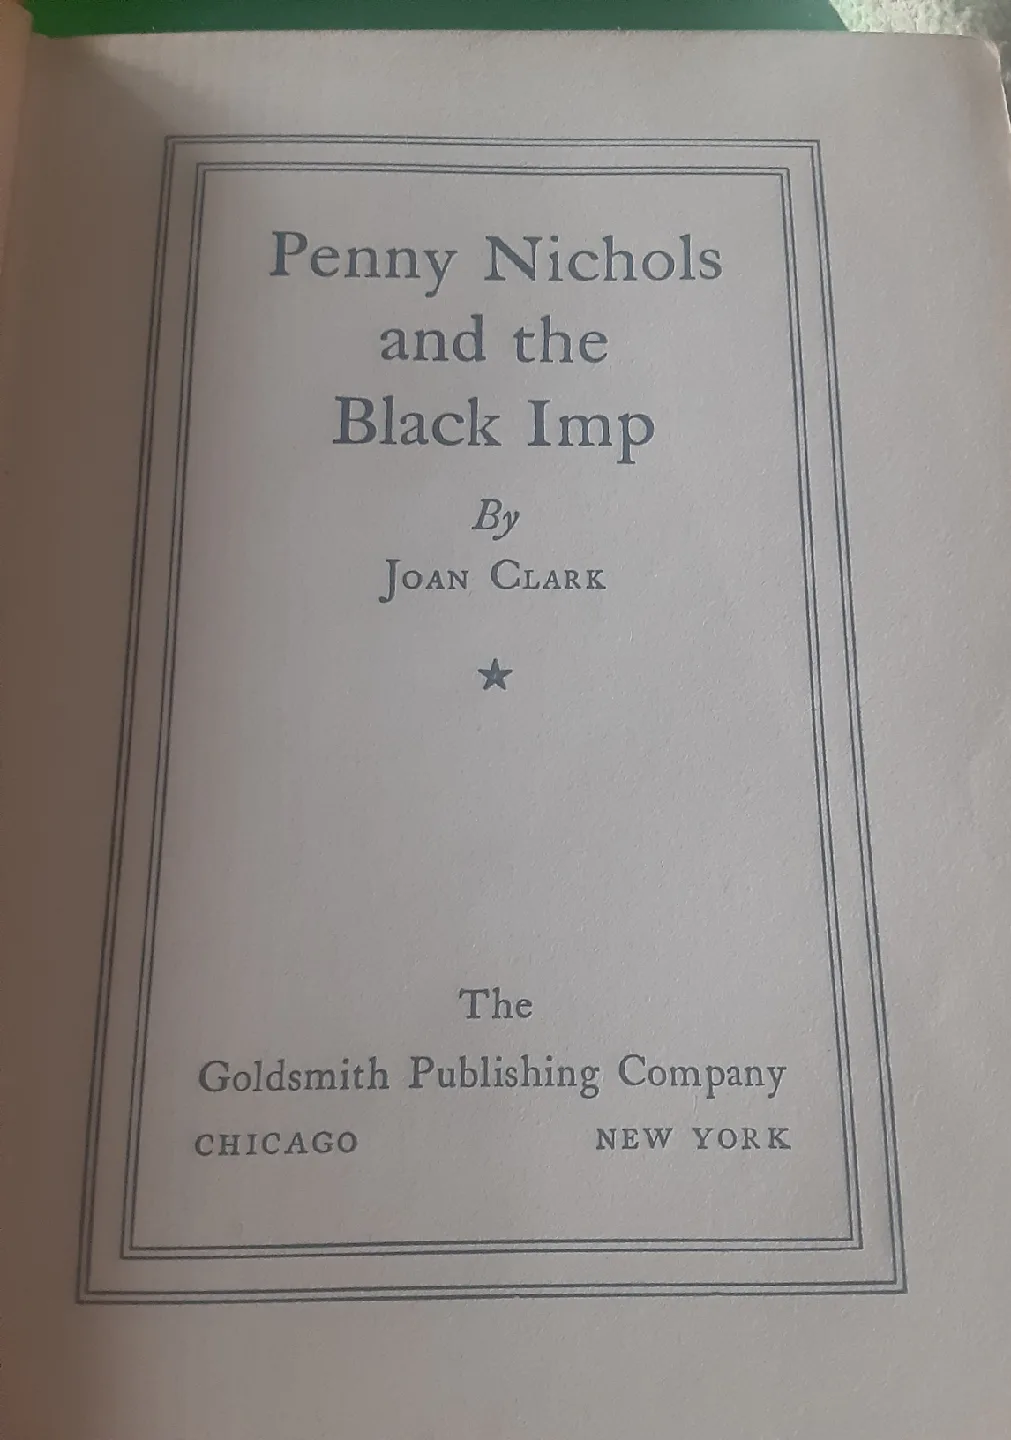 Penny Nichols
and the
Black Imp
By
Joan Clark
The
Goldsmith Publishing Company
CHICAGO NEW YORK